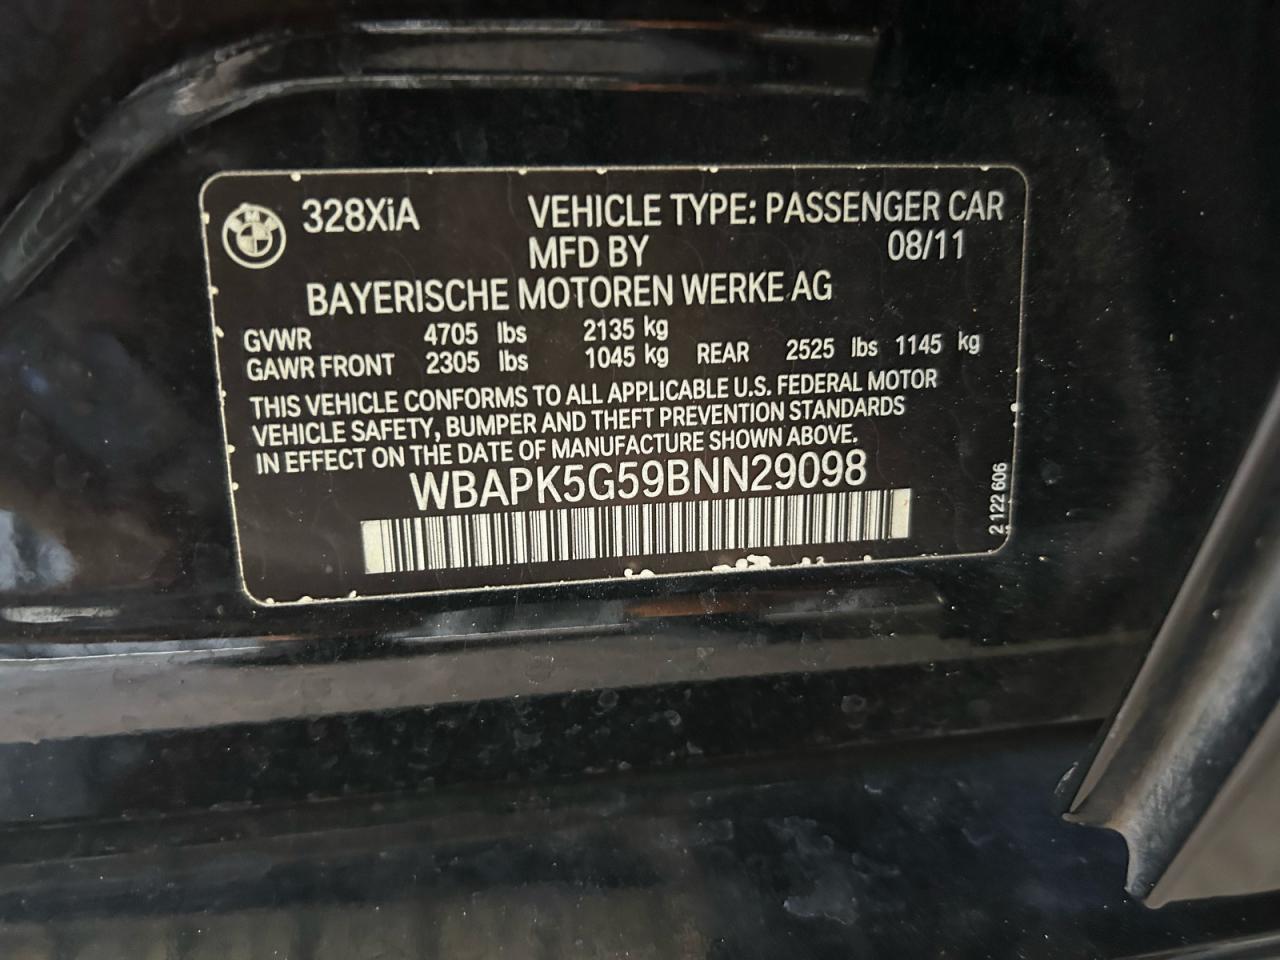 328XiA VEHICLE TYPE: PASSENGER CAR
MFD BY 08/11
BAYERISCHE MOTOREN WERKE AG
GVWR 4705 lbs 2135 kg
GAWR FRONT 2305 lbs 1045 kg REAR 2525 lbs 1145 kg
THIS VEHICLE CONFORMS TO ALL APPLICABLE U.S. FEDERAL MOTOR
VEHICLE SAFETY, BUMPER AND THEFT PREVENTION STANDARDS
IN EFFECT ON THE DATE OF MANUFACTURE SHOWN ABOVE.
WBAPK5G59BNN29098
2 122 606